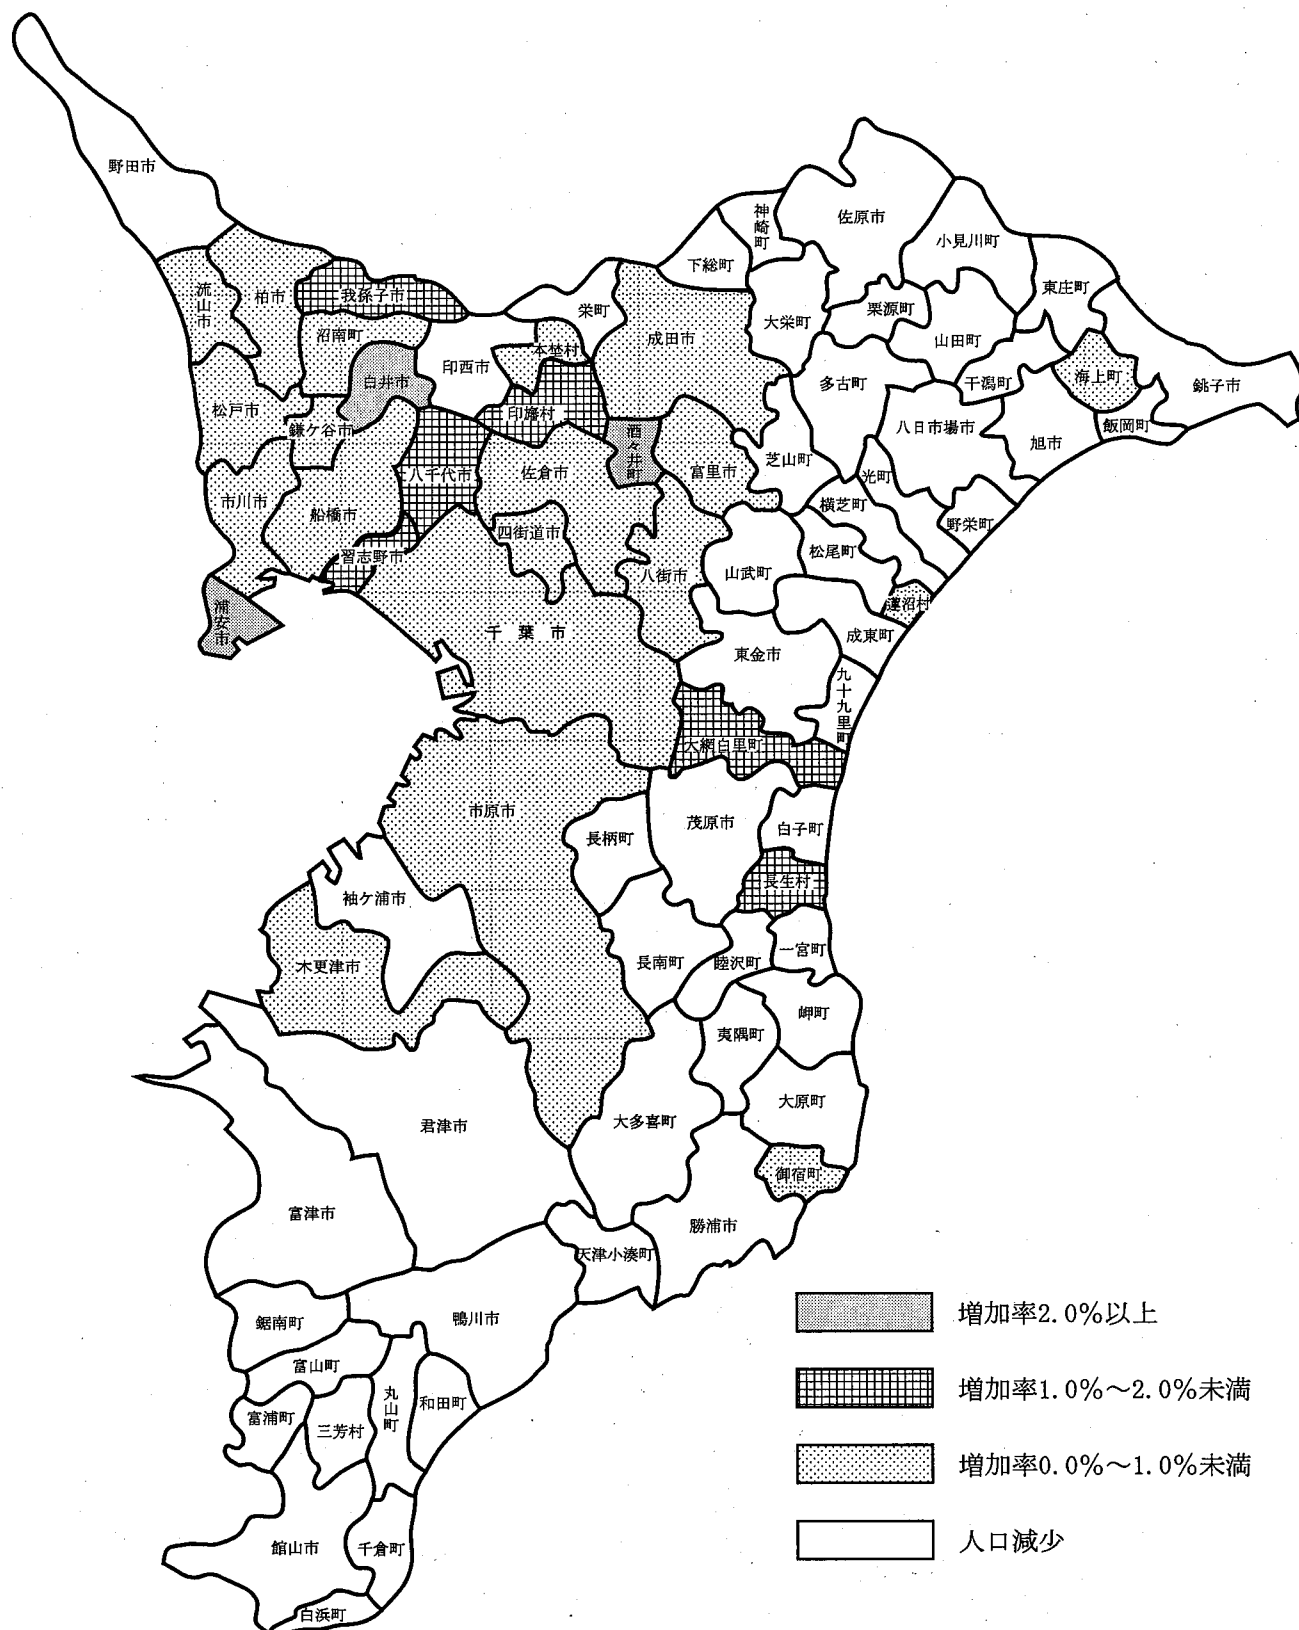 野田市
流山市
柏市
我孫子市
沼南町
白井市
印西市
本埜村
栄町
下総町
神崎町
佐原市
小見川町
東庄町
大栄町
栗源町
山田町
成田市
多古町
干潟町
海上町
銚子市
八日市場市
旭市
飯岡町
松戸市
鎌ケ谷市
印旛村
酒々井町
富里市
芝山町
光町
横芝町
野栄町
市川市
船橋市
八千代市
佐倉市
四街道市
習志野市
八街市
山武町
松尾町
蓮沼村
浦安市
千葉市
東金市
成東町
九十九里町
大網白里町
市原市
長柄町
茂原市
白子町
長生村
袖ケ浦市
木更津市
長南町
睦沢町
一宮町
夷隅町
岬町
大原町
君津市
大多喜町
御宿町
富津市
勝浦市
天津小湊町
鋸南町
鴨川市
富山町
富浦町
三芳村
丸山町
和田町
館山市
千倉町
白浜町
増加率2.0%以上
増加率1.0%～2.0%未満
増加率0.0%～1.0%未満
人口減少